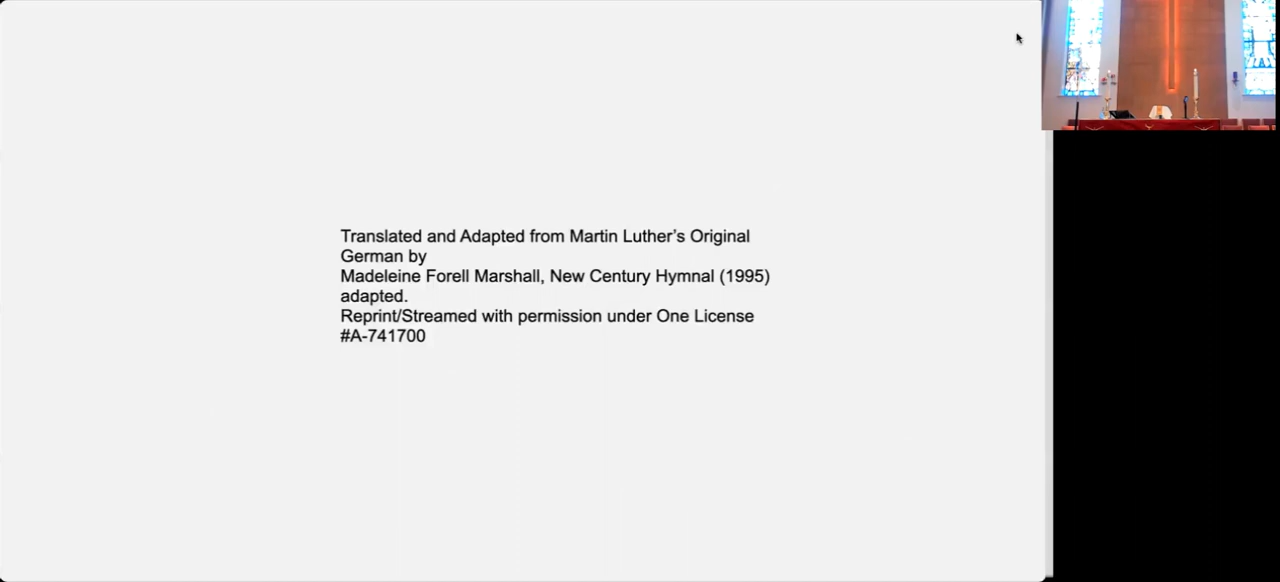 Translated and Adapted from Martin Luther’s Original
German by
Madeleine Forell Marshall, New Century Hymnal (1995)
adapted.
Reprint/Streamed with permission under One License
#A-741700